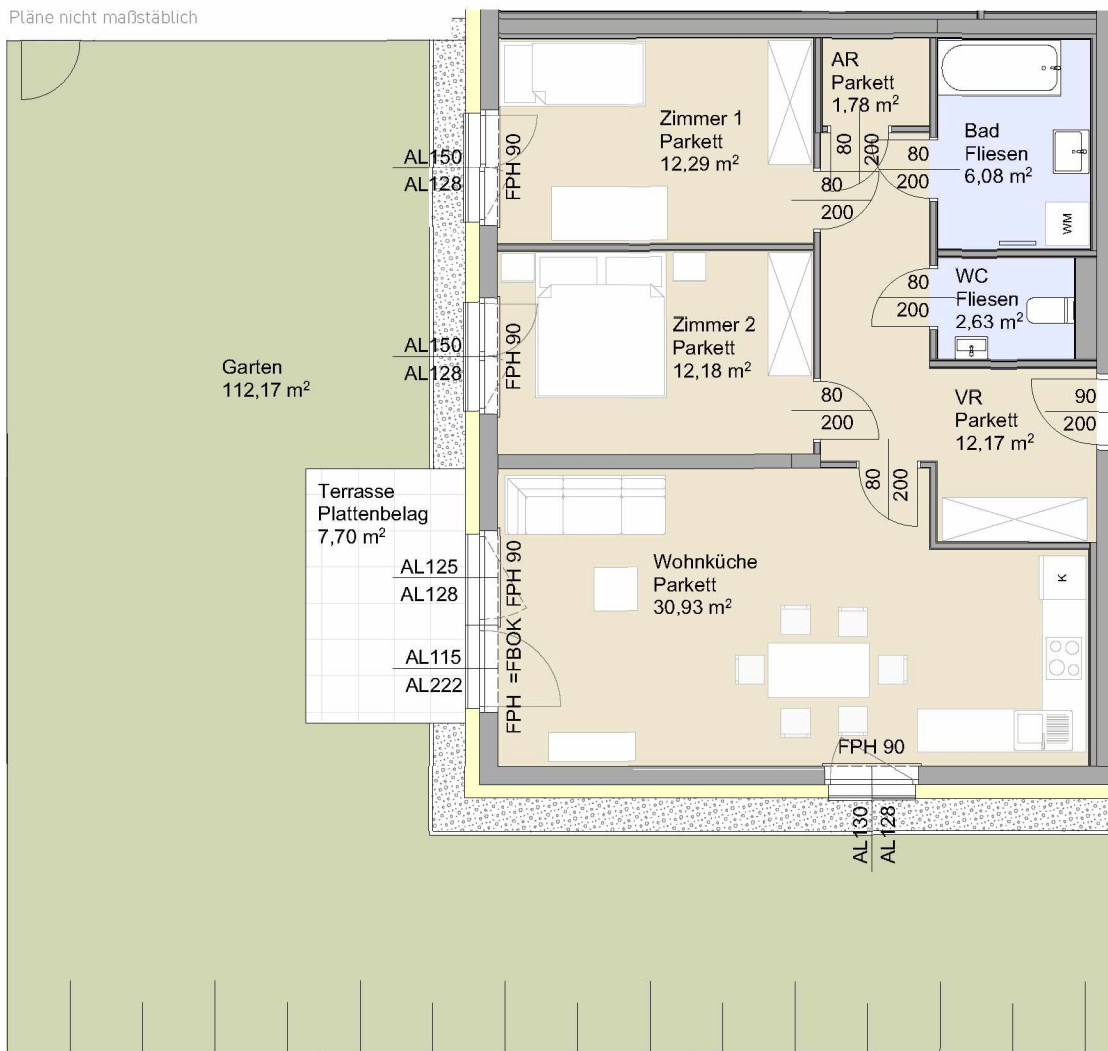 Pläne nicht maßstäblich
AR
Parkett
1,78 m²
80
200
Zimmer 1
Parkett
12,29 m²
AL150
AL128
FPH 90
80
200
Bad
Fliesen
6,08 m²
80
200
WM
WC
Fliesen
2,63 m²
80
200
Zimmer 2
Parkett
12,18 m²
AL150
AL128
FPH 90
80
200
Garten
112,17 m²
VR
Parkett
12,17 m²
90
200
80
200
Terrasse
Plattenbelag
7,70 m²
AL125
AL128
AL115
AL222
FPH =FBOK FPH 90
Wohnküche
Parkett
30,93 m²
K
FPH 90
AL130
AL128